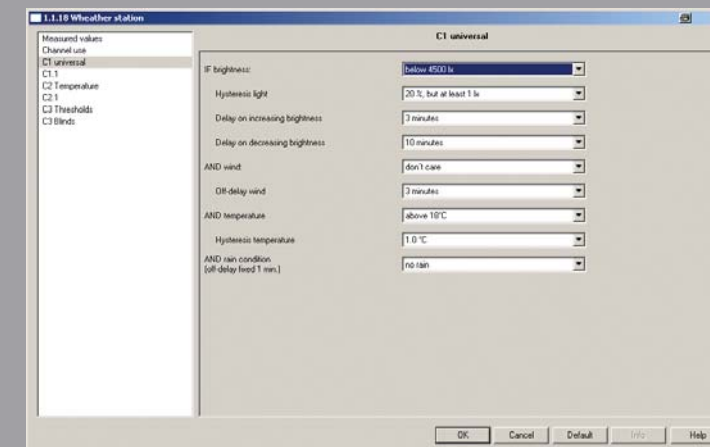 1.1.18 Wheather station
Measured values
Channel use
C1 universal
C1.1
C2 Temperature
C2.1
C3 Thresholds
C3 Blinds
C1 universal
IF brightness:
below 4500 lx
Hysteresis light
20 %, but at least 1 lx
Delay on increasing brightness
3 minutes
Delay on decreasing brightness
10 minutes
AND wind:
don't care
Off-delay wind
3 minutes
AND temperature
above 18°C
Hysteresis temperature
1.0 °C
AND rain condition
(off-delay fixed 1 min.)
no rain
OK
Cancel
Default
Info
Help